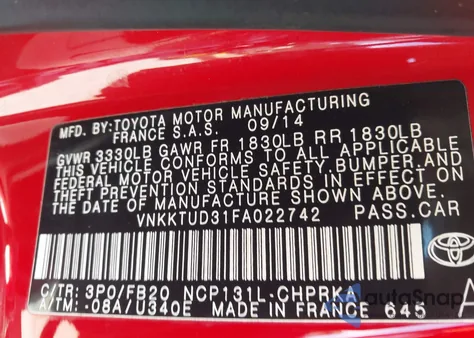 MFD. BY: TOYOTA MOTOR MANUFACTURING
FRANCE S.A.S. 09/14
GVWR 3330LB GAWR FR 1830LB RR 1830LB
THIS VEHICLE CONFORMS TO ALL APPLICABLE
FEDERAL MOTOR VEHICLE SAFETY, BUMPER, AND
THEFT PREVENTION STANDARDS IN EFFECT ON
THE DATE OF MANUFACTURE SHOWN ABOVE.
VNKKTUD31FA022742 PASS.CAR
C/TR: 3P0/FB20 NCP131L-CHPRKA
A/TM: -08A/U340E MADE IN FRANCE 645
TOYOTA
A
autoSnap